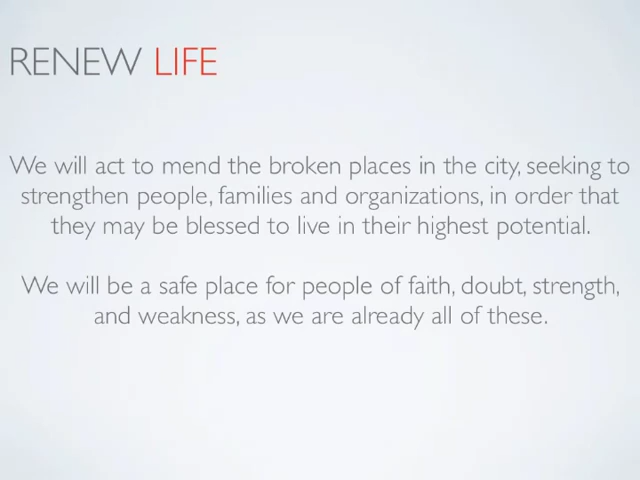 RENEW LIFE
We will act to mend the broken places in the city, seeking to
strengthen people, families and organizations, in order that
they may be blessed to live in their highest potential.
We will be a safe place for people of faith, doubt, strength,
and weakness, as we are already all of these.